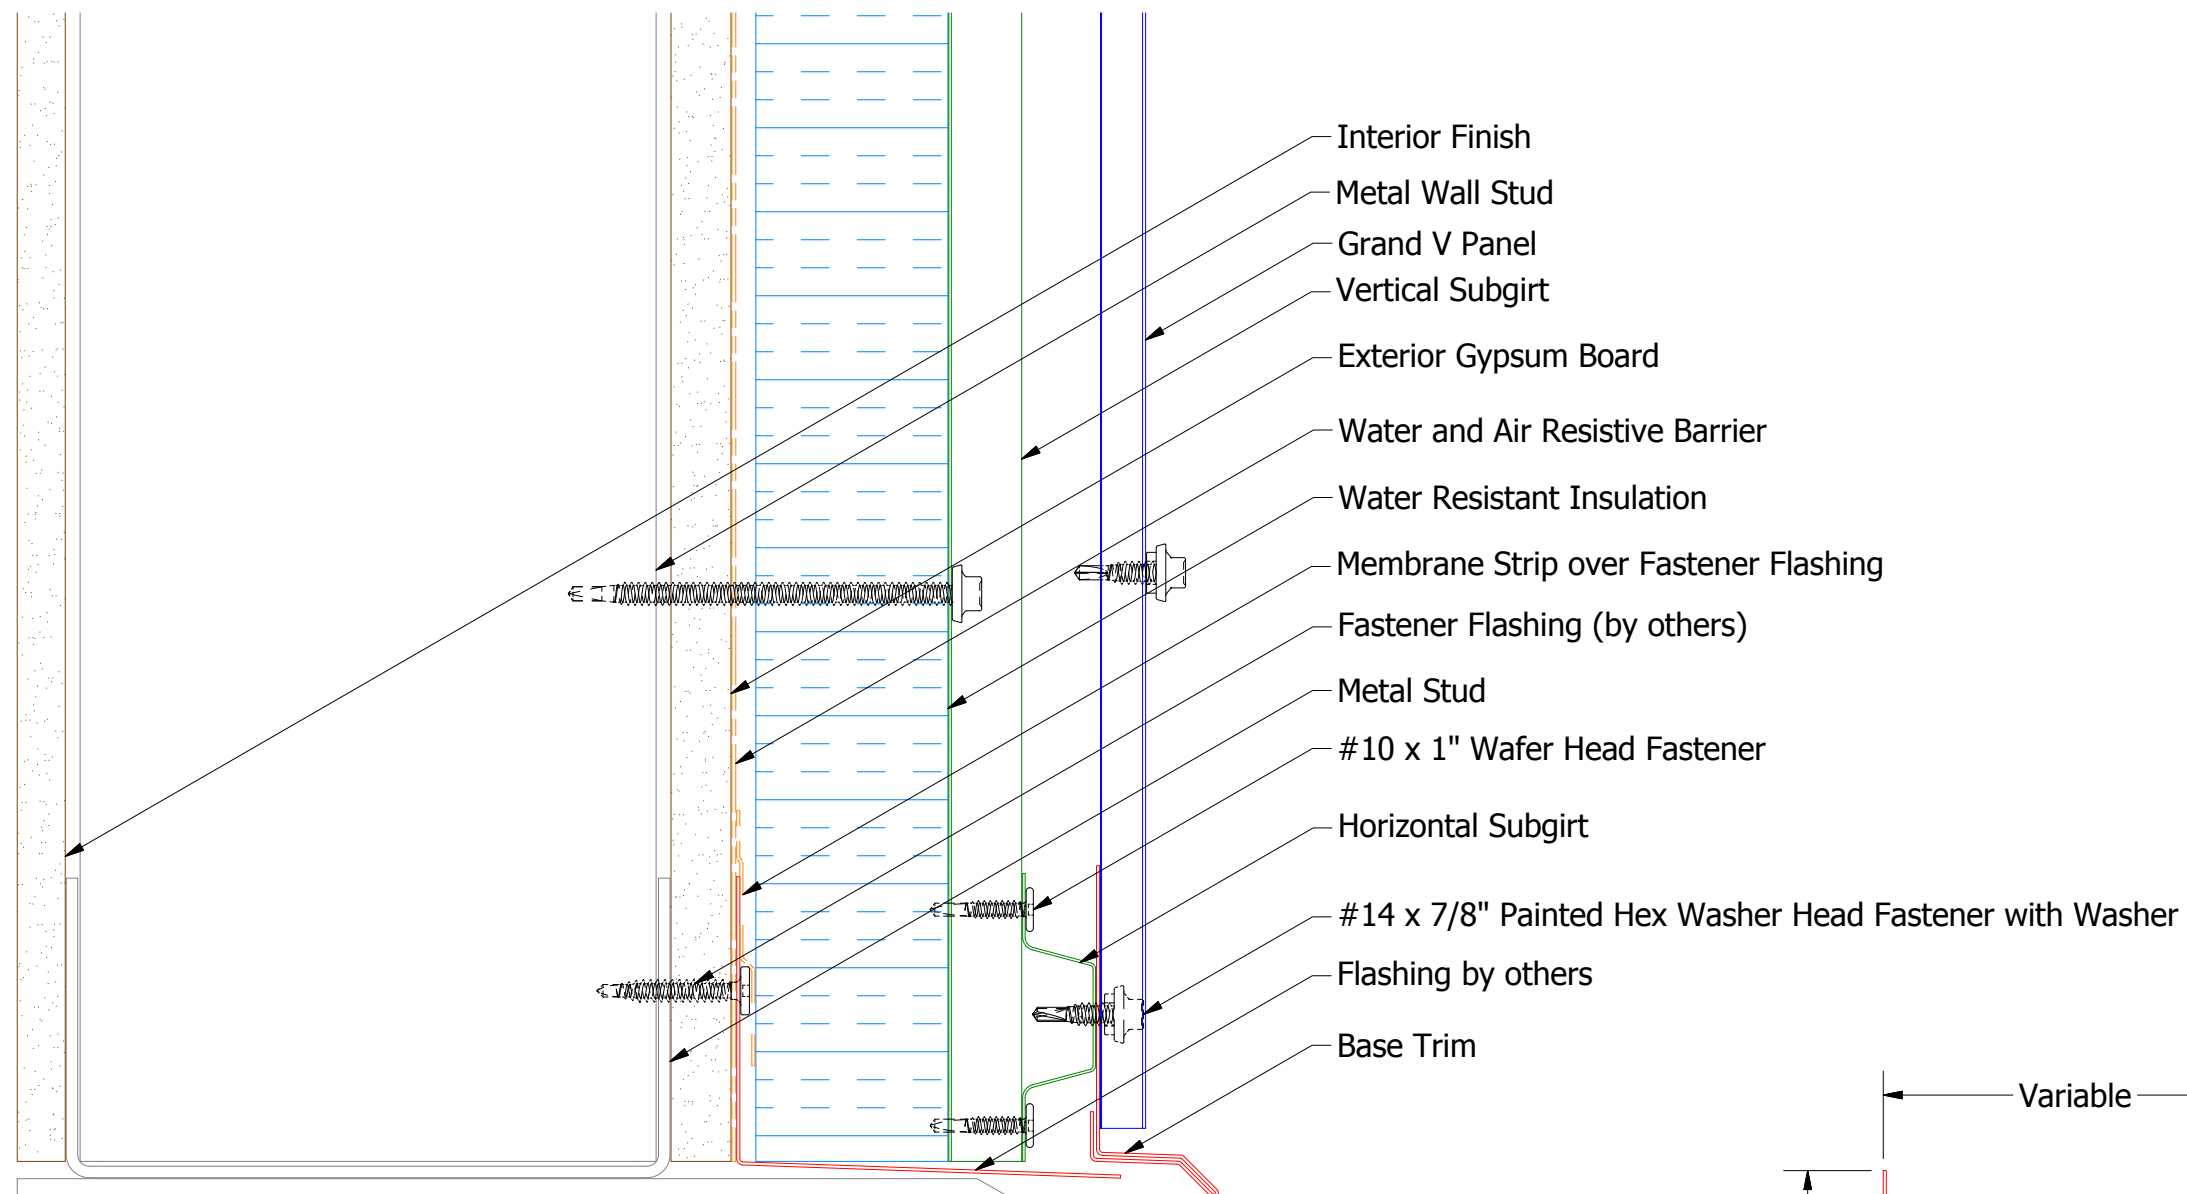 Interior Finish
Metal Wall Stud
Grand V Panel
Vertical Subgirt
Exterior Gypsum Board
Water and Air Resistive Barrier
Water Resistant Insulation
Membrane Strip over Fastener Flashing
Fastener Flashing (by others)
Metal Stud
#10 x 1" Wafer Head Fastener
Horizontal Subgirt
#14 x 7/8" Painted Hex Washer Head Fastener with Washer
Flashing by others
Base Trim
Variable